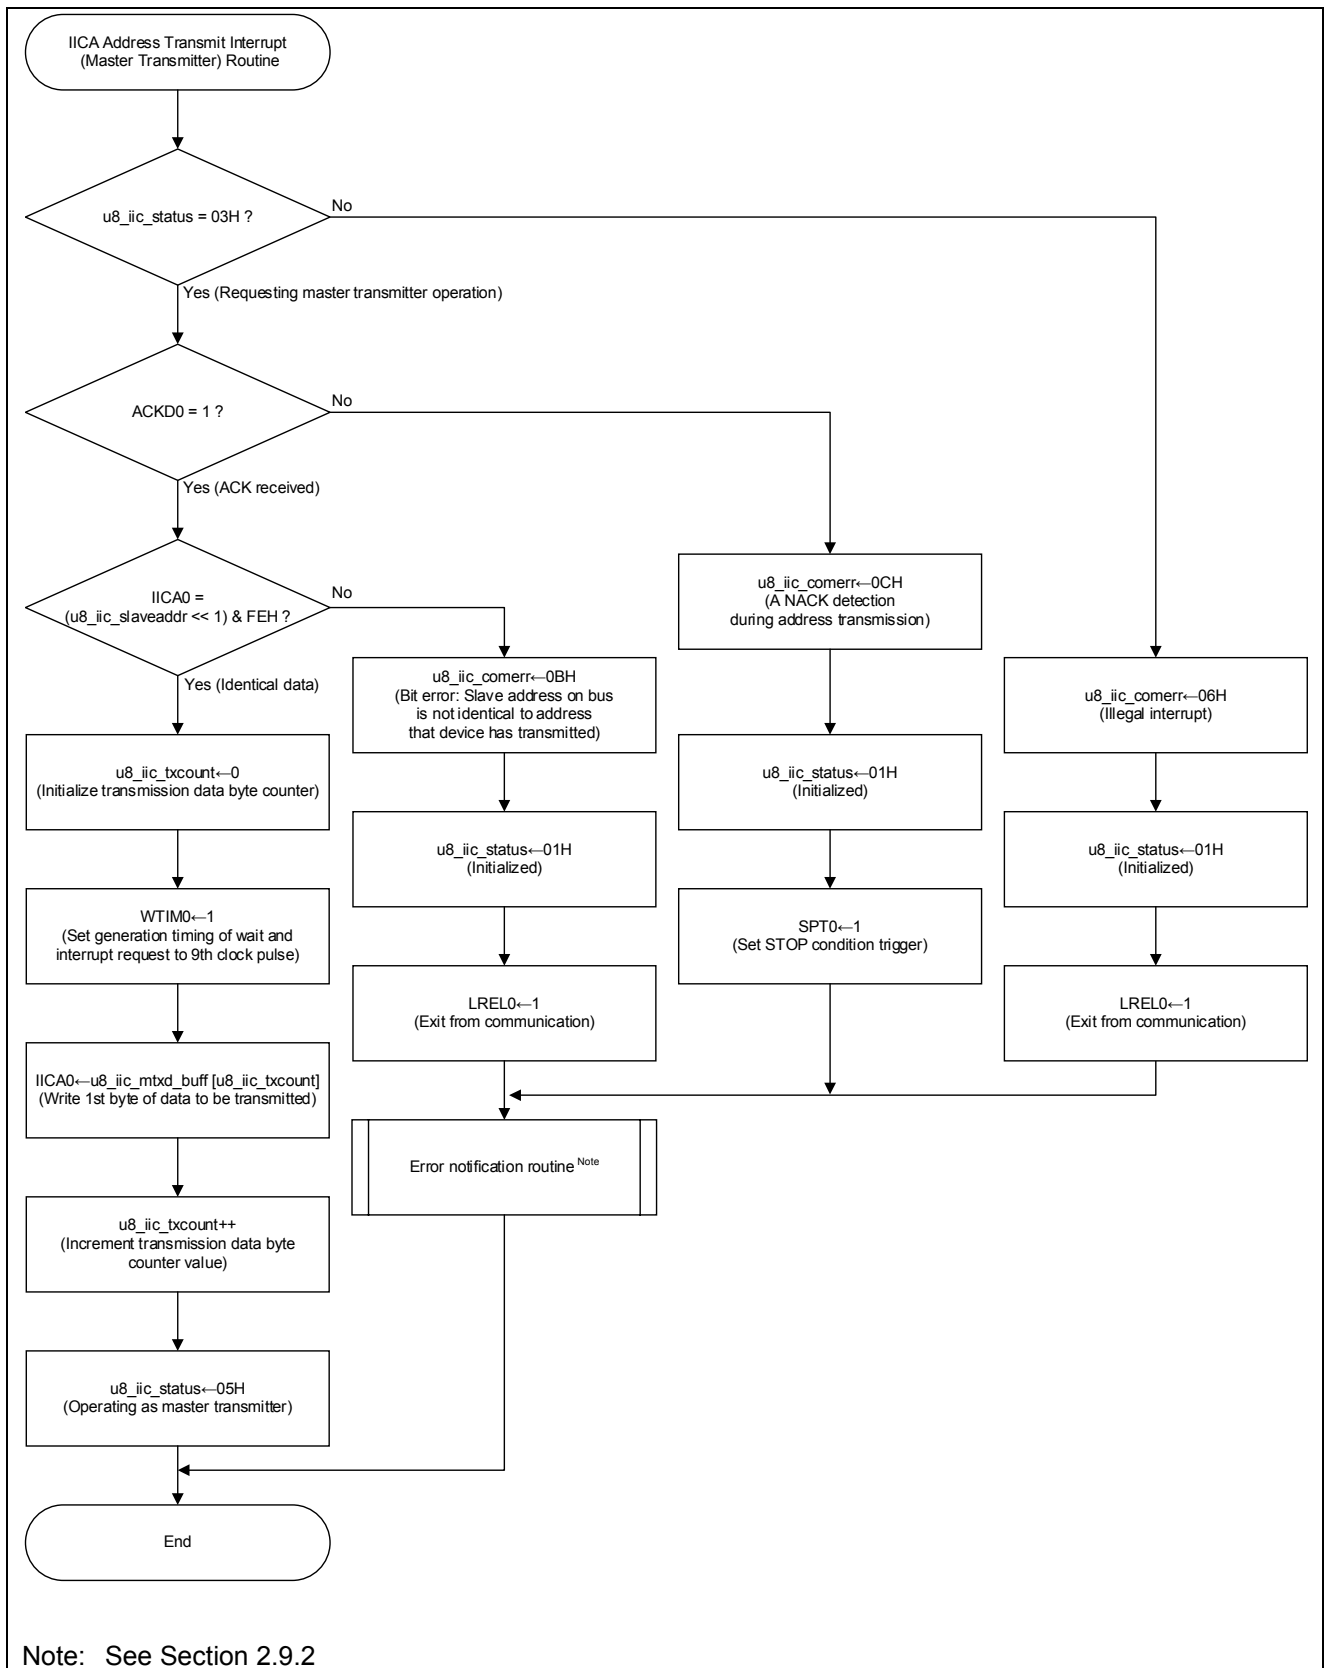 IICA Address Transmit Interrupt
(Master Transmitter) Routine
u8_iic_status = 03H ?
No
Yes (Requesting master transmitter operation)
ACKD0 = 1 ?
No
Yes (ACK received)
IICA0 =
(u8_iic_slaveaddr << 1) & FEH ?
No
Yes (Identical data)
u8_iic_txcount←0
(Initialize transmission data byte counter)
WTIM0←1
(Set generation timing of wait and
interrupt request to 9th clock pulse)
IICA0←u8_iic_mtxd_buff [u8_iic_txcount]
(Write 1st byte of data to be transmitted)
u8_iic_txcount++
(Increment transmission data byte
counter value)
u8_iic_status←05H
(Operating as master transmitter)
End
u8_iic_comerr←0BH
(Bit error: Slave address on bus
is not identical to address
that device has transmitted)
u8_iic_status←01H
(Initialized)
LREL0←1
(Exit from communication)
Error notification routine Note
u8_iic_comerr←0CH
(A NACK detection
during address transmission)
u8_iic_status←01H
(Initialized)
SPT0←1
(Set STOP condition trigger)
u8_iic_comerr←06H
(Illegal interrupt)
u8_iic_status←01H
(Initialized)
LREL0←1
(Exit from communication)
Note: See Section 2.9.2